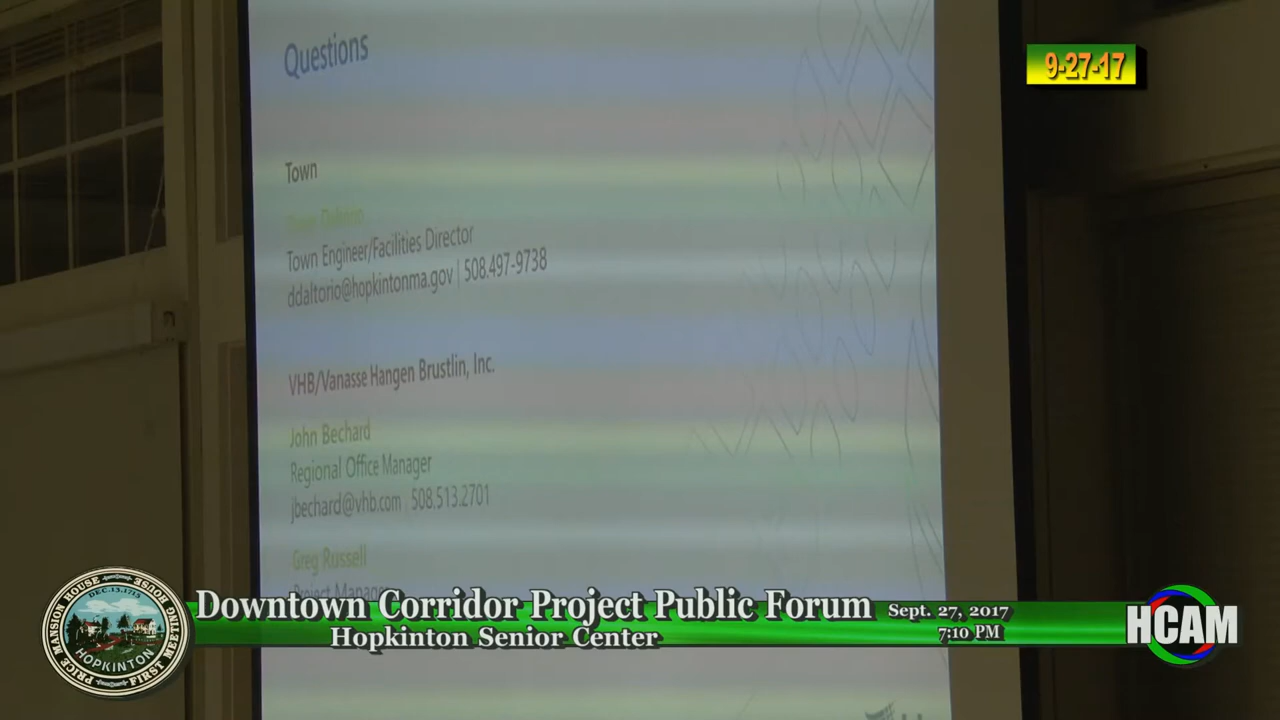 Questions
9-27-17
Town
Town Engineer/Facilities Director
ddaltorio@hopkintonma.gov | 508.497-9738
VHB/Vanasse Hangen Brustlin, Inc.
John Bechard
Regional Office Manager
jbechard@vhb.com | 508.513.2701
Greg Russell
Project Manager
Downtown Corridor Project Public Forum
Sept. 27, 2017
Hopkinton Senior Center
7:10 PM
HCAM
PRICE MANSION HOUSE FIRST MEETING HOUSE
DEC.13.1715
HOPKINTON